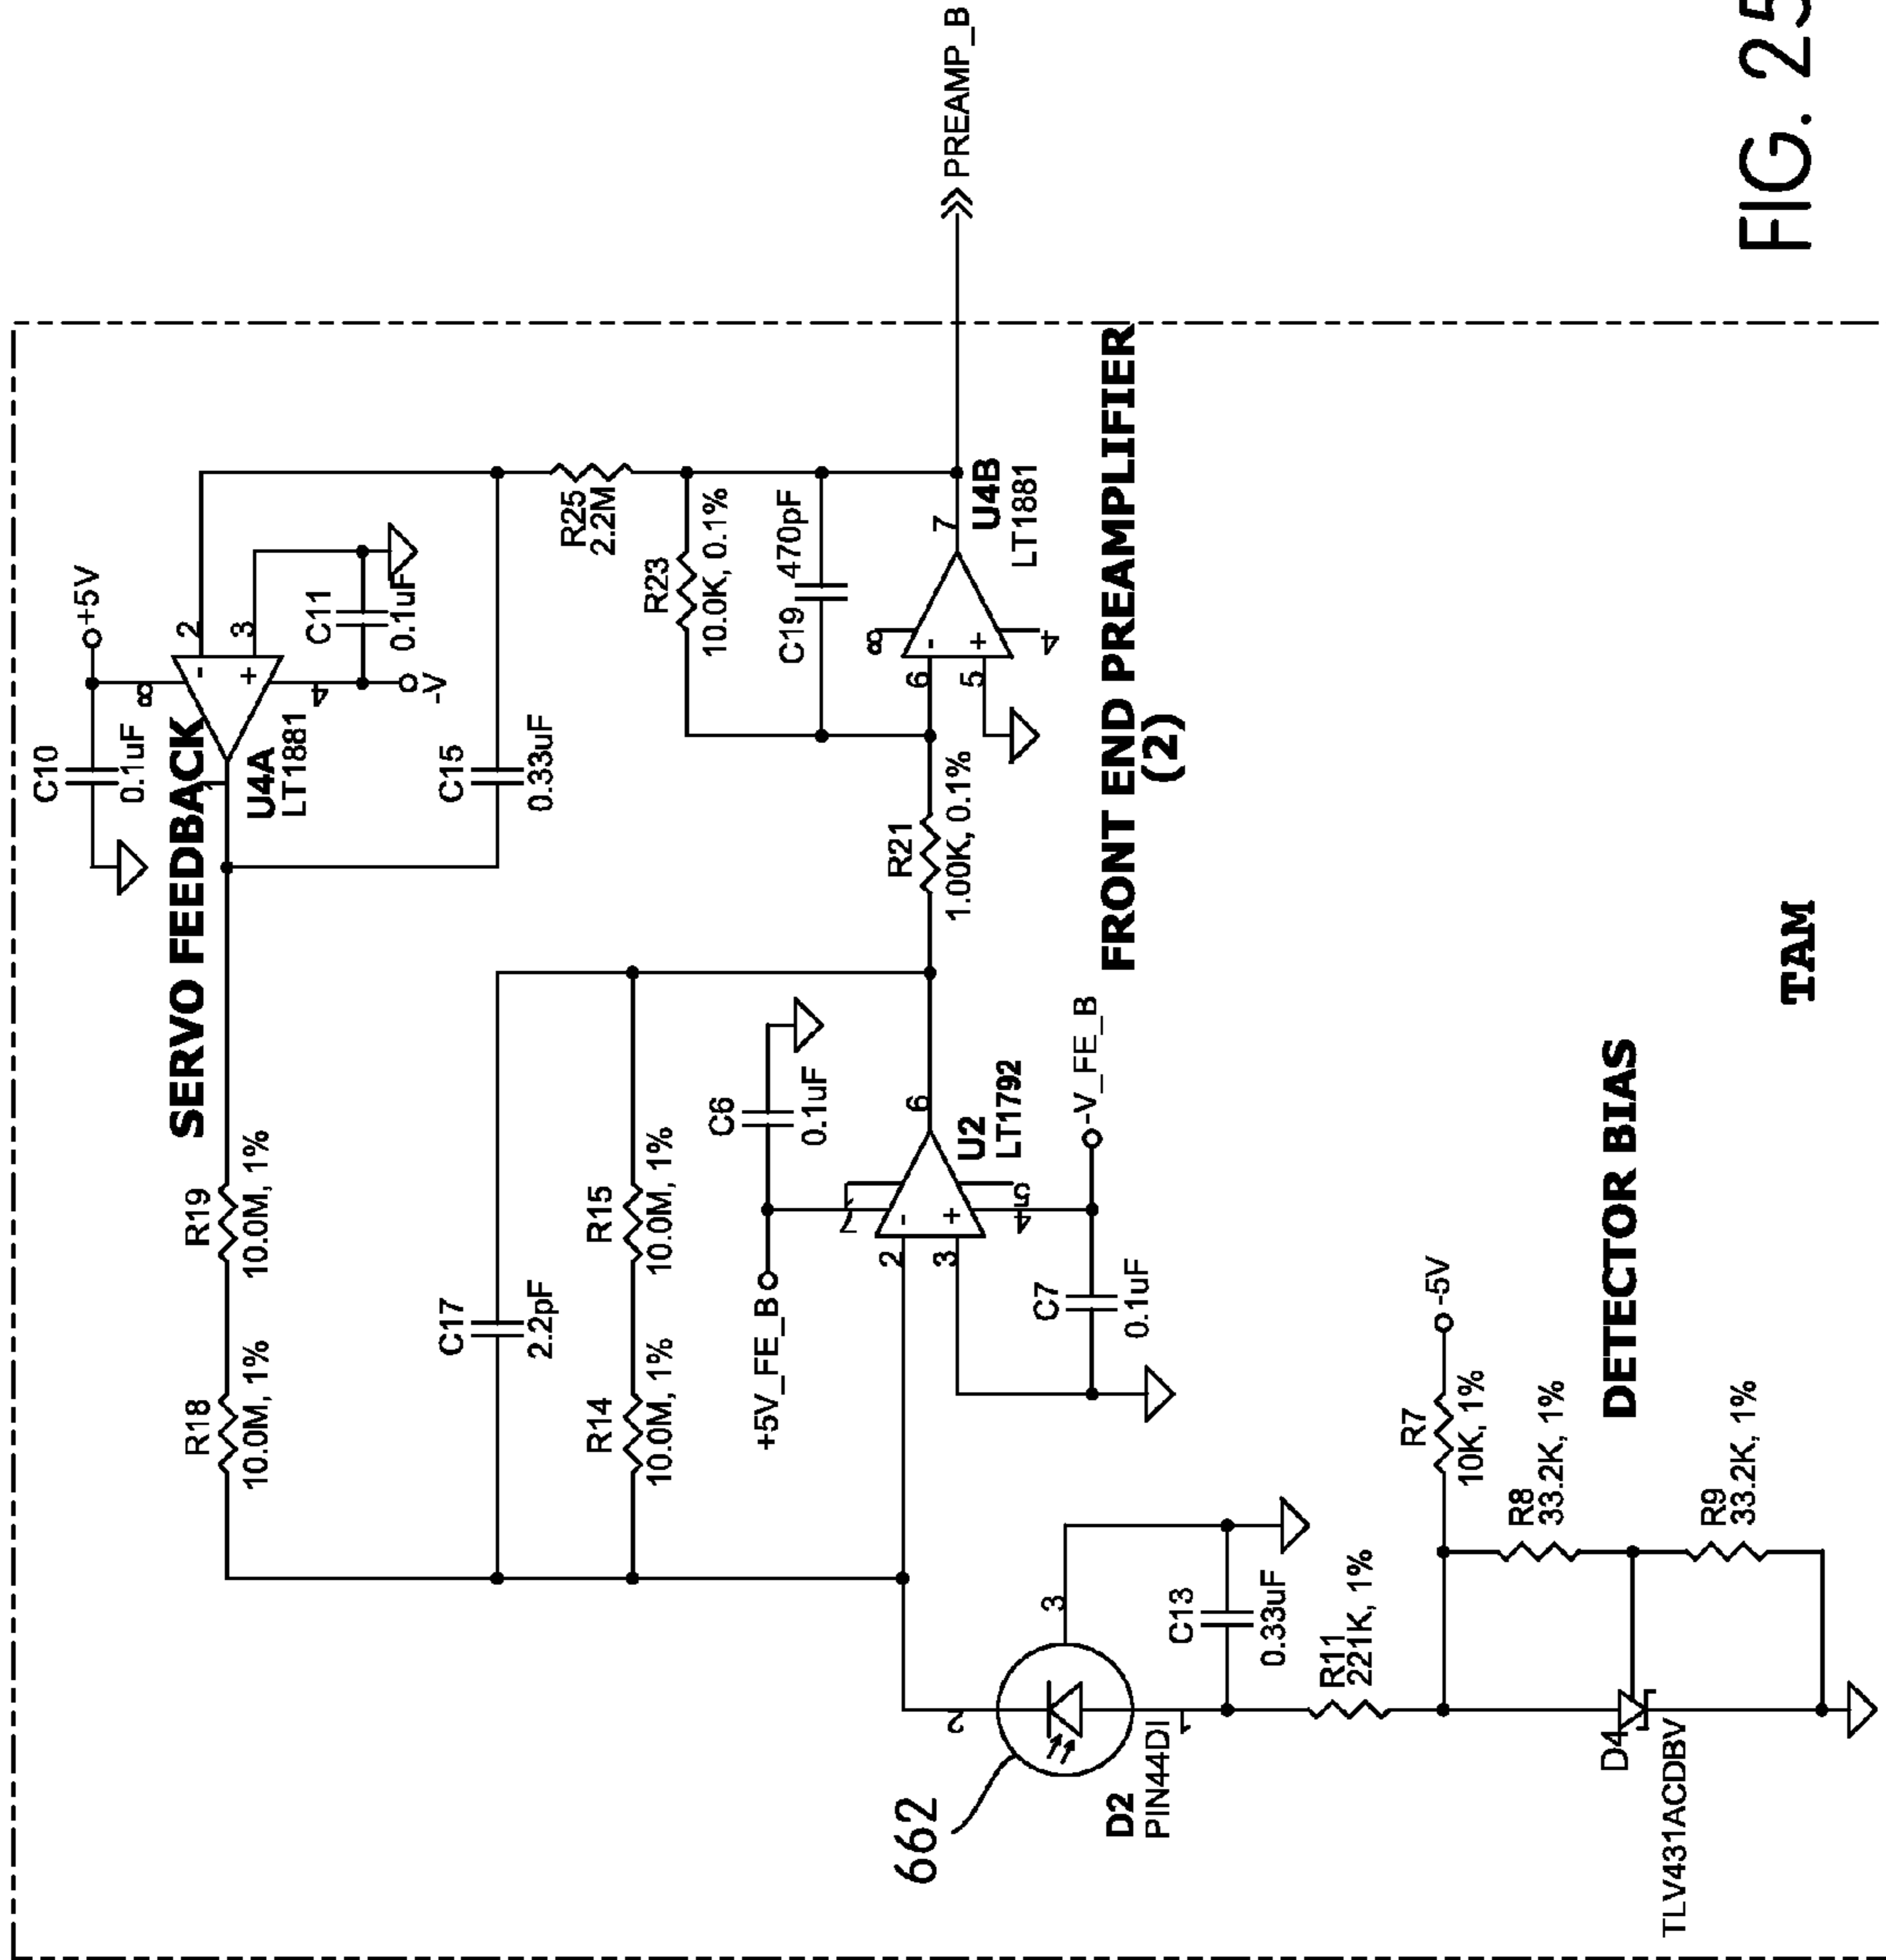 C10
0.1uF
+5V
8
2
3
-
+
4
-V
C11
0.1uF
SERVO FEEDBACK
U4A
LT1881
R18
10.0M, 1%
R19
10.0M, 1%
C15
0.33uF
R25
2.2M
C17
2.2pF
R14
10.0M, 1%
R15
10.0M, 1%
R23
10.0K, 0.1%
C19
470pF
+5V_FE_B
C6
0.1uF
7
2
3
-
+
6
5
4
U2
LT1792
C7
0.1uF
-V_FE_B
R21
1.00K, 0.1%
8
6
5
-
+
7
4
U4B
LT1881
PREAMP_B
FRONT END PREAMPLIFIER
(2)
662
2
3
1
D2
PIN44DI
C13
0.33uF
R11
221K, 1%
R7
10K, 1%
-5V
R8
33.2K, 1%
R9
33.2K, 1%
D4
TLV431ACDBV
DETECTOR BIAS
TAM
FIG. 25